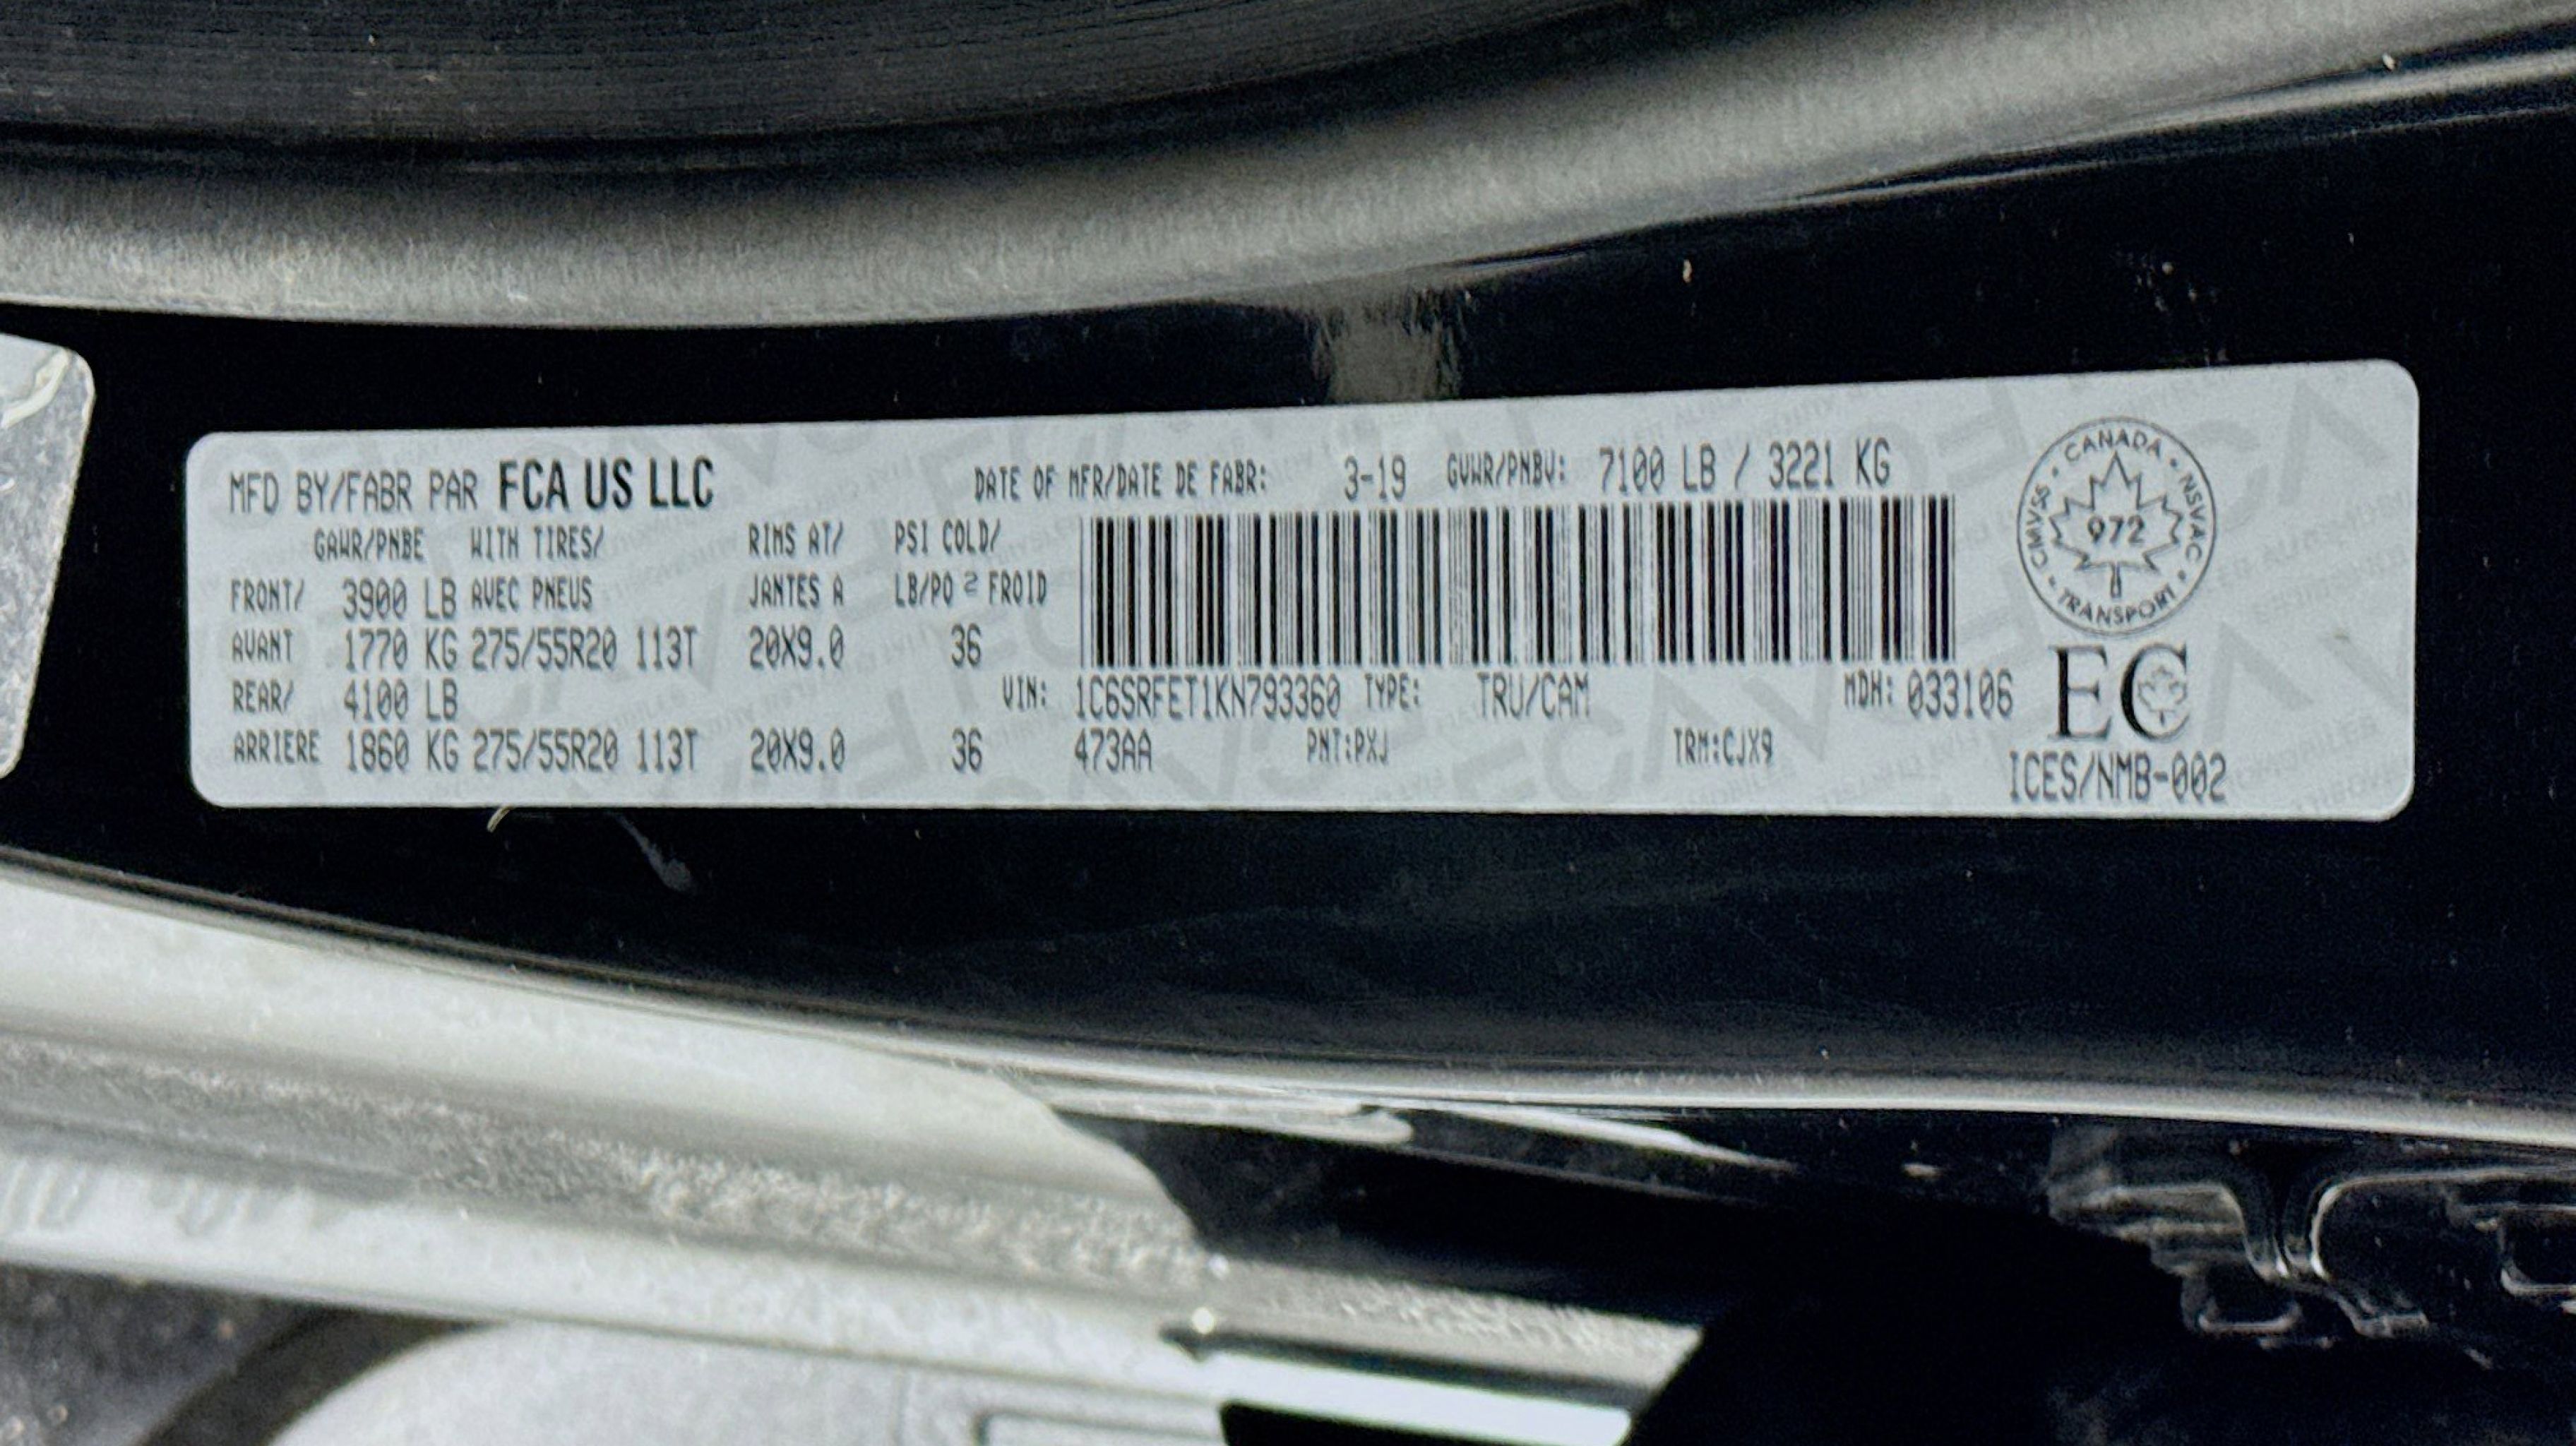 MFD BY/FABR PAR FCA US LLC
DATE OF MFR/DATE DE FABR: 3-19 GVWR/PNBV: 7100 LB / 3221 KG
GAWR/PNBE WITH TIRES/ RIMS AT/ PSI COLD/
FRONT/ 3900 LB AVEC PNEUS JANTES A LB/PO² FROID
AVANT 1770 KG 275/55R20 113T 20X9.0 36
REAR/ 4100 LB
ARRIERE 1860 KG 275/55R20 113T 20X9.0 36
VIN: 1C6SRFET1KN793360 TYPE: TRU/CAM MDH: 033106
473AA PNT:PXJ TRM:CJX9
CANADA
CMVSS • NSVAC
972
TRANSPORT
EC
ICES/NMB-002